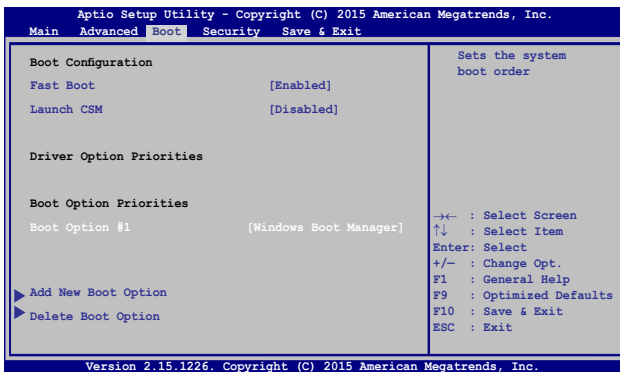 Aptio Setup Utility - Copyright (C) 2015 American Megatrends, Inc.
Main Advanced Boot Security Save & Exit
Boot Configuration
Fast Boot [Enabled]
Launch CSM [Disabled]
Driver Option Priorities
Boot Option Priorities
Boot Option #1 [Windows Boot Manager]
Add New Boot Option
Delete Boot Option
Sets the system
boot order
→← : Select Screen
↑↓ : Select Item
Enter: Select
+/— : Change Opt.
F1 : General Help
F9 : Optimized Defaults
F10 : Save & Exit
ESC : Exit
Version 2.15.1226. Copyright (C) 2015 American Megatrends, Inc.